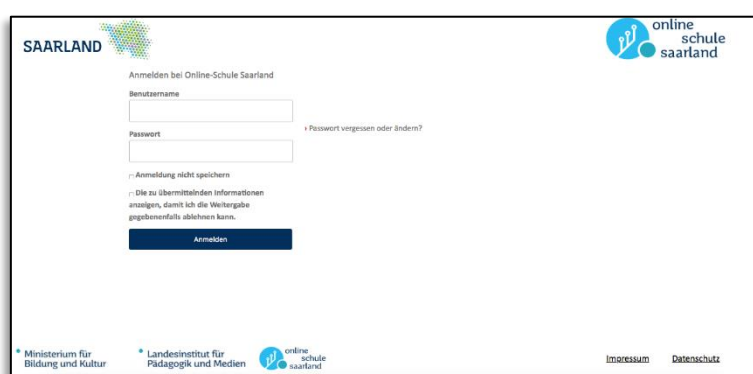 SAARLAND
online
schule
saarland
Anmelden bei Online-Schule Saarland
Benutzername
› Passwort vergessen oder ändern?
Passwort
Anmeldung nicht speichern
Die zu übermittelnden Informationen
anzeigen, damit ich die Weitergabe
gegebenenfalls ablehnen kann.
Anmelden
Ministerium für
Bildung und Kultur
Landesinstitut für
Pädagogik und Medien
online
schule
saarland
Impressum
Datenschutz